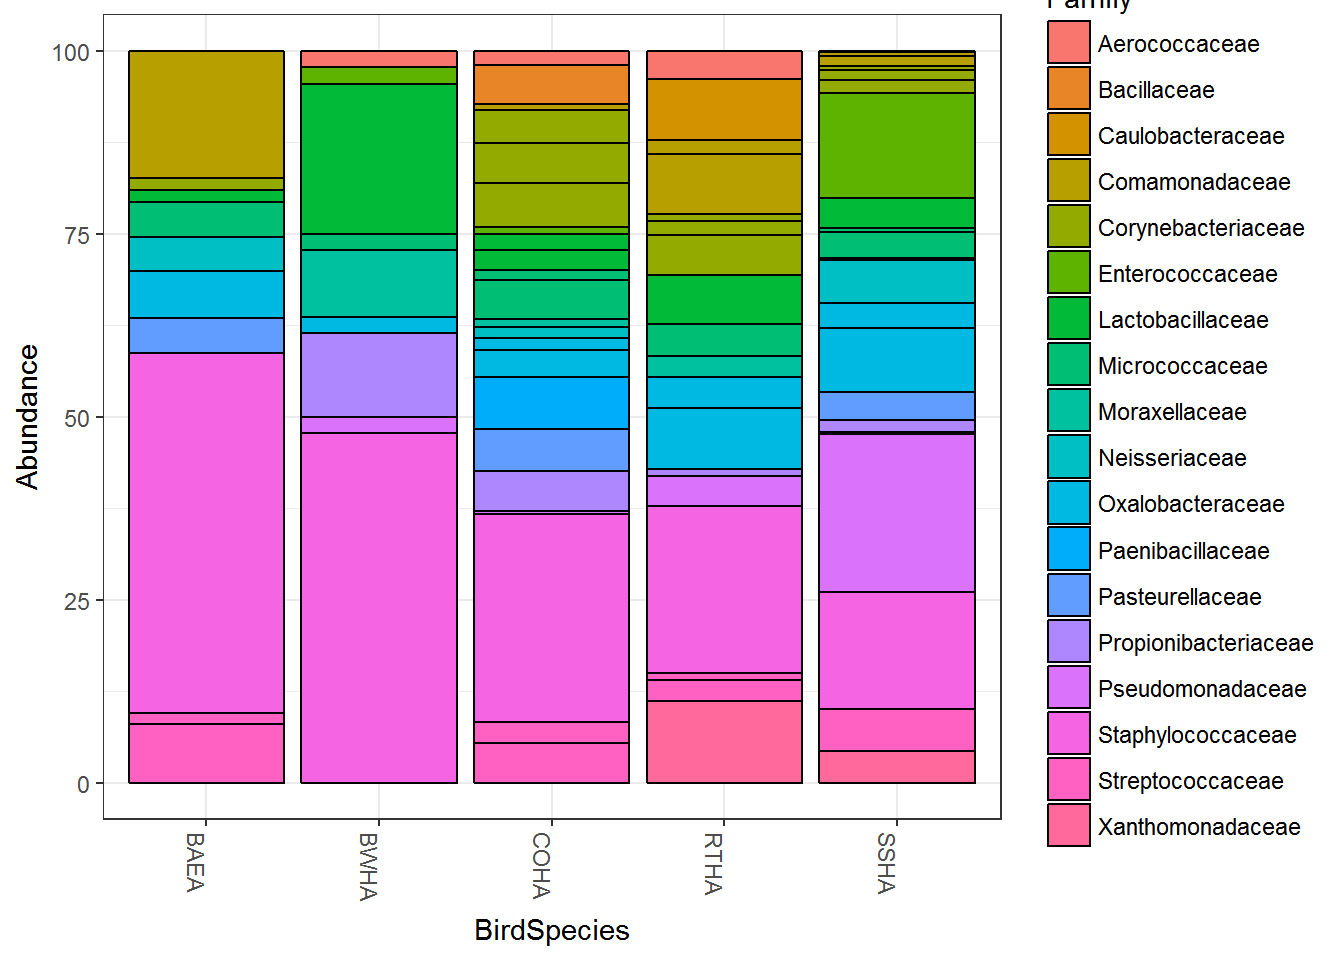 Family
Aerococcaceae
Bacillaceae
Caulobacteraceae
Comamonadaceae
Corynebacteriaceae
Enterococcaceae
Lactobacillaceae
Micrococcaceae
Moraxellaceae
Neisseriaceae
Oxalobacteraceae
Paenibacillaceae
Pasteurellaceae
Propionibacteriaceae
Pseudomonadaceae
Staphylococcaceae
Streptococcaceae
Xanthomonadaceae
Abundance
100
75
50
25
0
BAEA
BWHA
COHA
RTHA
SSHA
BirdSpecies